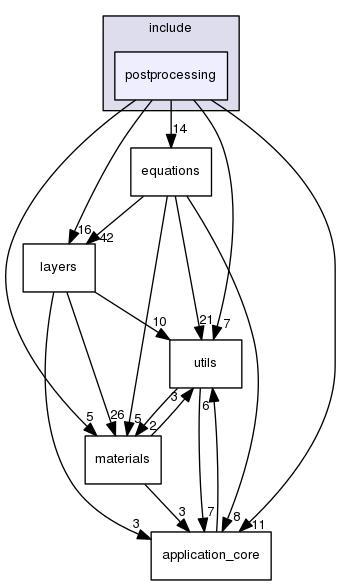 include
postprocessing
14
equations
16
42
layers
10
21
7
utils
5
26
5
3
2
6
materials
3
3
7
8
11
application_core